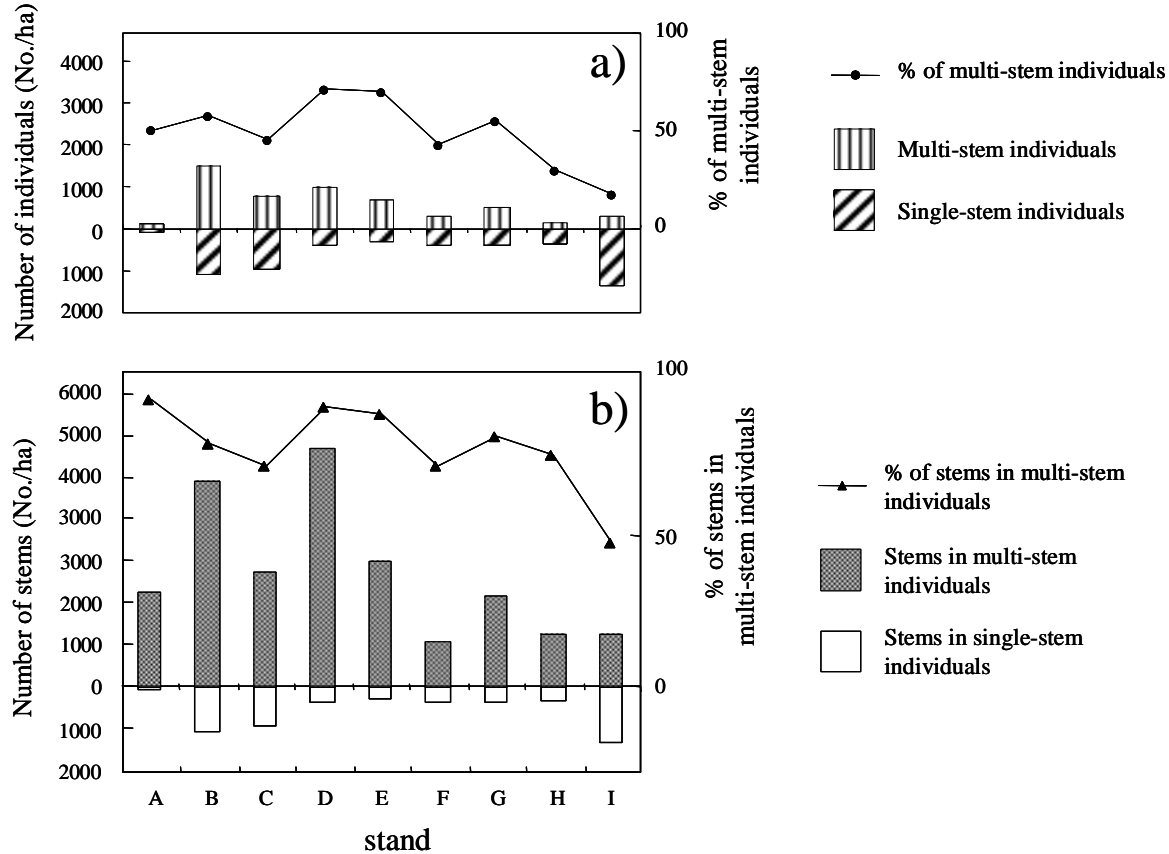 Number of individuals (No./ha)
4000
3000
2000
1000
0
1000
2000
a)
100
50
0
% of multi-stem
individuals
% of multi-stem individuals
Multi-stem individuals
Single-stem individuals
Number of stems (No./ha)
6000
5000
4000
3000
3000
2000
1000
0
1000
2000
b)
100
50
0
% of stems in
multi-stem individuals
% of stems in multi-stem
individuals
Stems in multi-stem
individuals
Stems in single-stem
individuals
A B C D E F G H I
stand